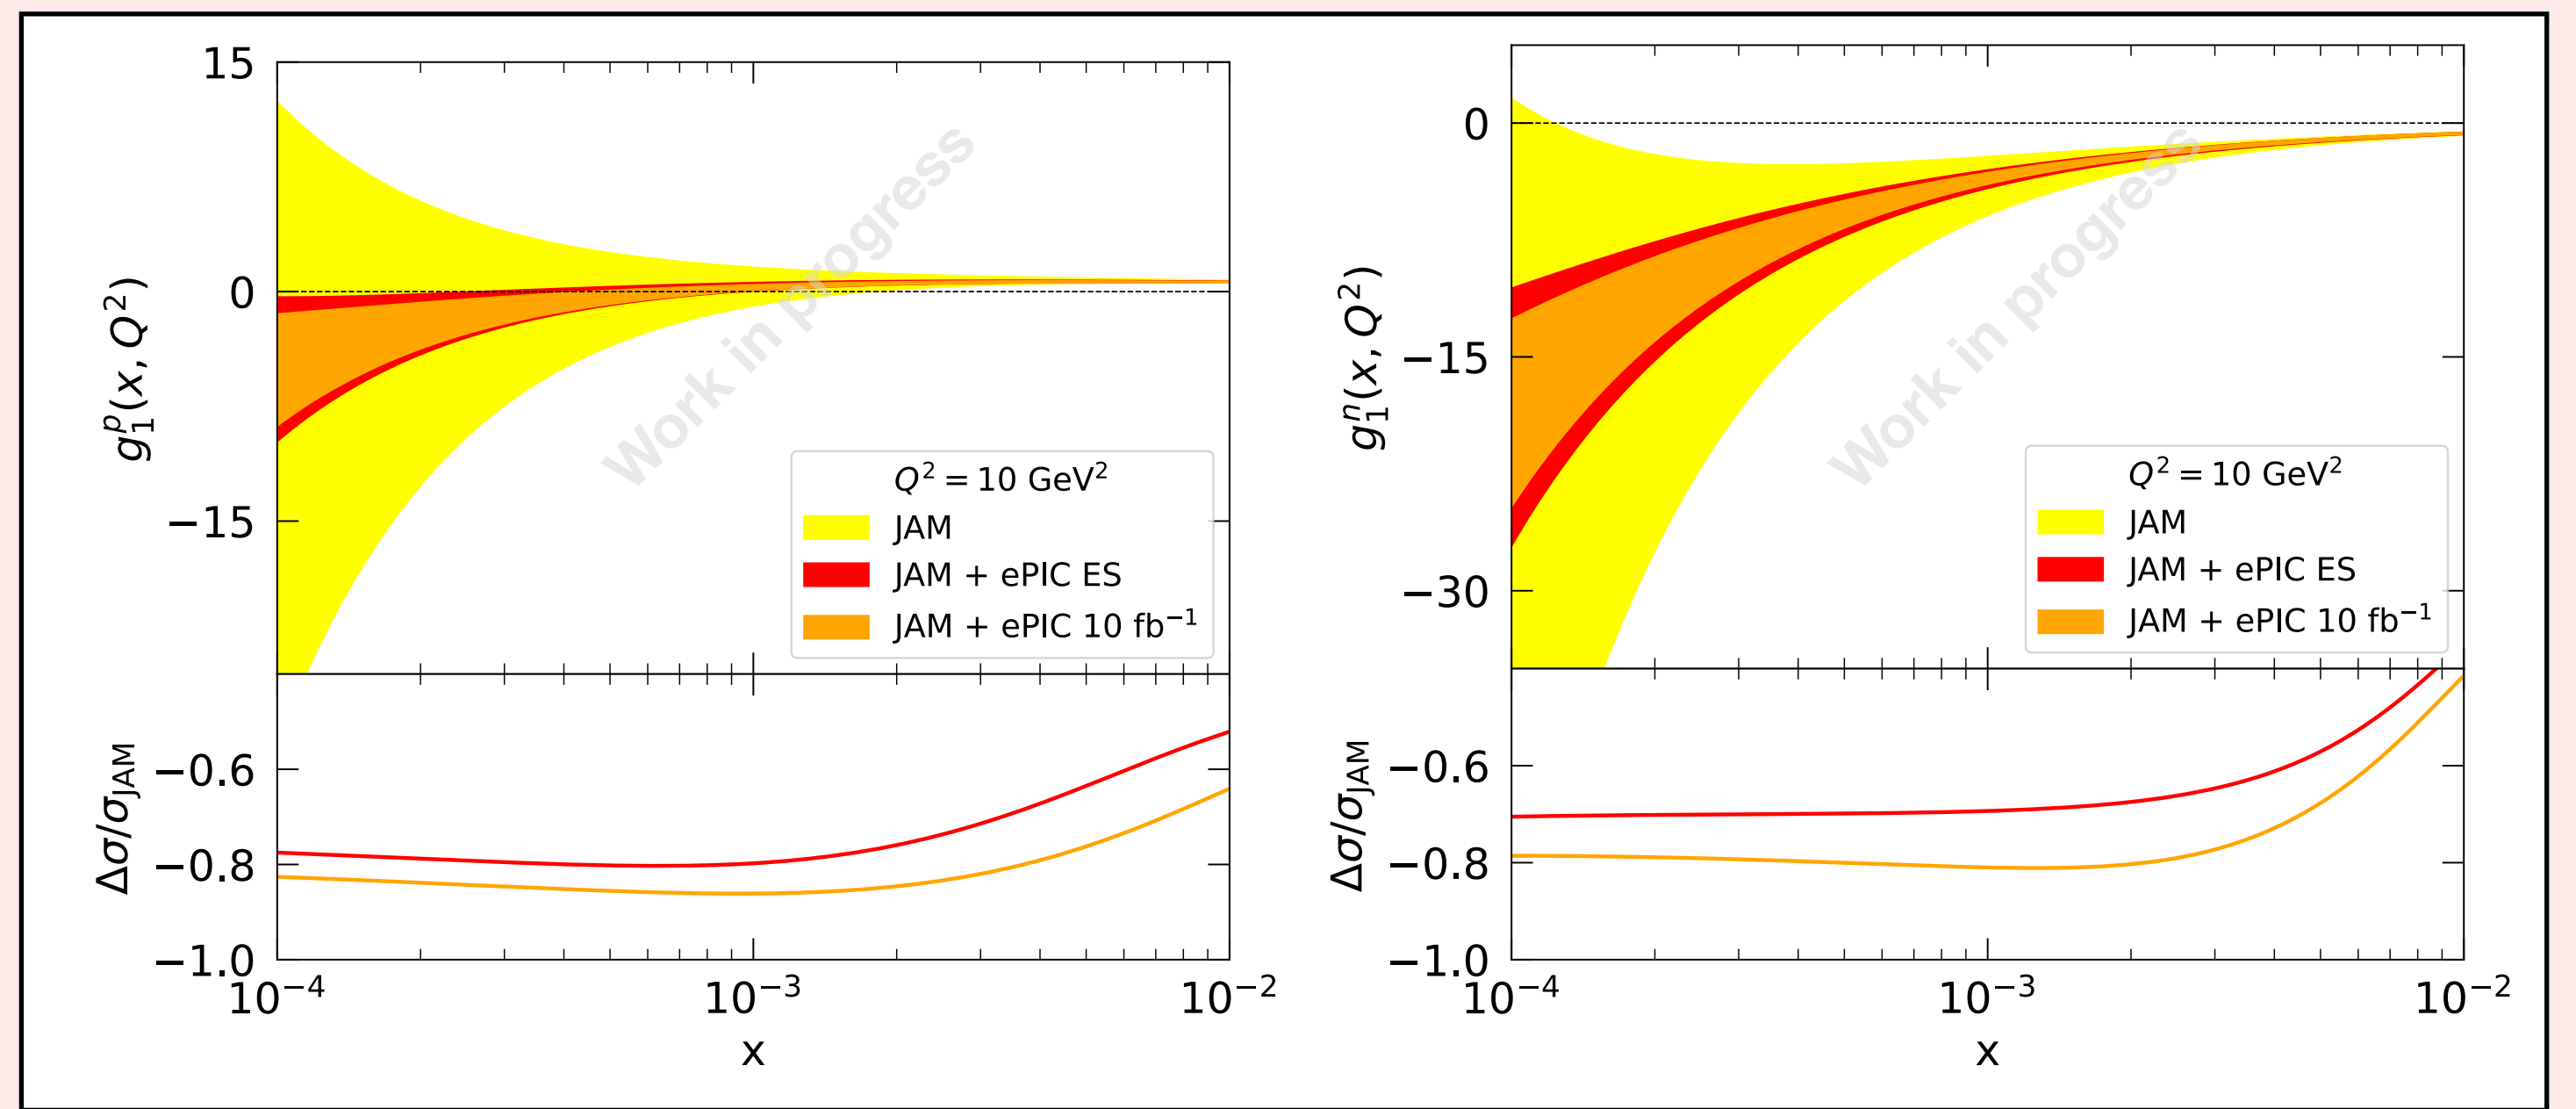 15
0
−15
g₁ᵖ(x, Q²)
Work in progress
Q² = 10 GeV²
JAM
JAM + ePIC ES
JAM + ePIC 10 fb⁻¹
−0.6
−0.8
−1.0
Δσ/σ_JAM
10⁻⁴
10⁻³
10⁻²
x
0
−15
−30
g₁ⁿ(x, Q²)
Work in progress
Q² = 10 GeV²
JAM
JAM + ePIC ES
JAM + ePIC 10 fb⁻¹
−0.6
−0.8
−1.0
Δσ/σ_JAM
10⁻⁴
10⁻³
10⁻²
x